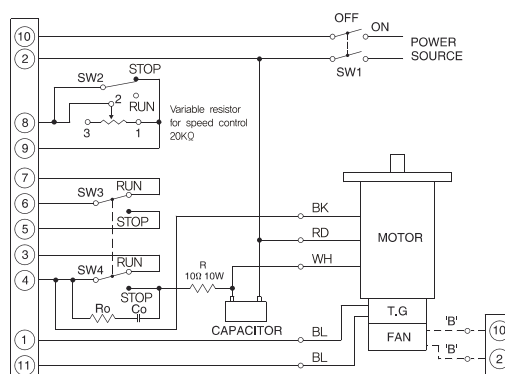 OFF
10
ON
POWER
SOURCE
2
SW1
STOP
SW2
2
RUN
Variable resistor
for speed control
20KΩ
8
3
1
9
7
RUN
6
SW3
STOP
5
BK
3
RUN
RD
MOTOR
4
SW4
R
10Ω 10W
WH
STOP
Ro
Co
CAPACITOR
T.G
FAN
1
BL
'B'
10
11
BL
'B'
2